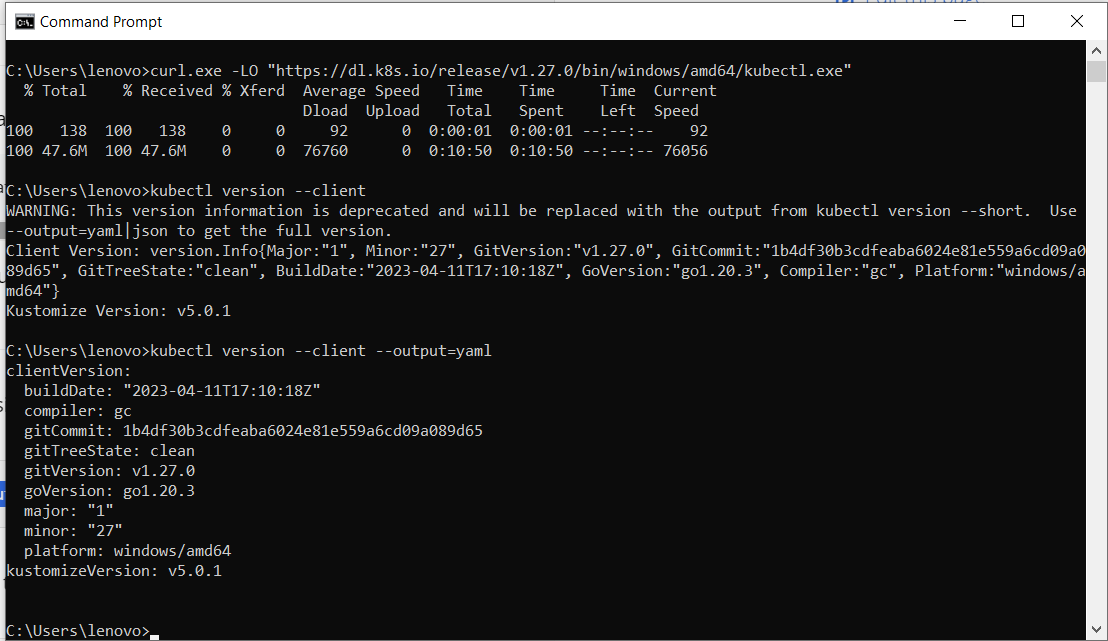 Command Prompt
C:\Users\lenovo>curl.exe -LO "https://dl.k8s.io/release/v1.27.0/bin/windows/amd64/kubectl.exe"
  % Total    % Received % Xferd  Average Speed   Time    Time     Time  Current
                                 Dload  Upload   Total   Spent    Left  Speed
100   138  100   138    0     0     92      0  0:00:01  0:00:01 --:--:--    92
100 47.6M  100 47.6M    0     0  76760      0  0:10:50  0:10:50 --:--:-- 76056
C:\Users\lenovo>kubectl version --client
WARNING: This version information is deprecated and will be replaced with the output from kubectl version --short.  Use
--output=yaml|json to get the full version.
Client Version: version.Info{Major:"1", Minor:"27", GitVersion:"v1.27.0", GitCommit:"1b4df30b3cdfeaba6024e81e559a6cd09a0
89d65", GitTreeState:"clean", BuildDate:"2023-04-11T17:10:18Z", GoVersion:"go1.20.3", Compiler:"gc", Platform:"windows/a
md64"}
Kustomize Version: v5.0.1
C:\Users\lenovo>kubectl version --client --output=yaml
clientVersion:
  buildDate: "2023-04-11T17:10:18Z"
  compiler: gc
  gitCommit: 1b4df30b3cdfeaba6024e81e559a6cd09a089d65
  gitTreeState: clean
  gitVersion: v1.27.0
  goVersion: go1.20.3
  major: "1"
  minor: "27"
  platform: windows/amd64
kustomizeVersion: v5.0.1
C:\Users\lenovo>